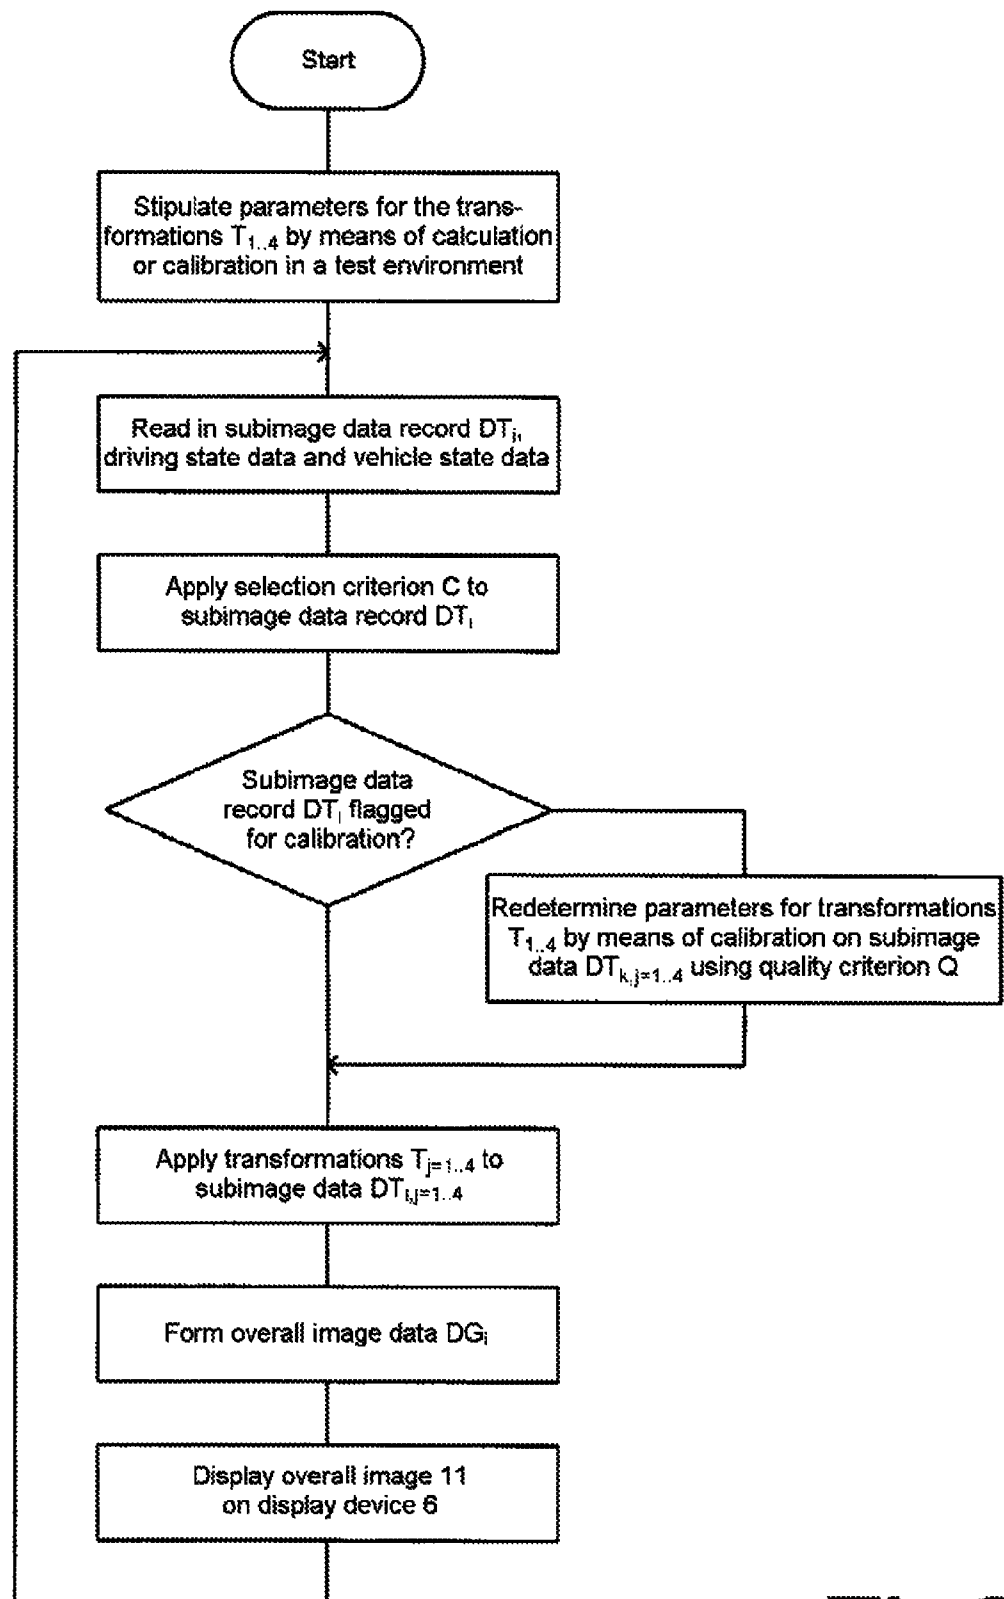 Start
Stipulate parameters for the trans-
formations T₁..₄ by means of calculation
or calibration in a test environment
Read in subimage data record DTᵢ,
driving state data and vehicle state data
Apply selection criterion C to
subimage data record DTᵢ
Subimage data
record DTᵢ flagged
for calibration?
Redetermine parameters for transformations
T₁..₄ by means of calibration on subimage
data DTₖ,ⱼ₌₁..₄ using quality criterion Q
Apply transformations Tⱼ₌₁..₄ to
subimage data DTᵢ,ⱼ₌₁..₄
Form overall image data DGᵢ
Display overall image 11
on display device 6